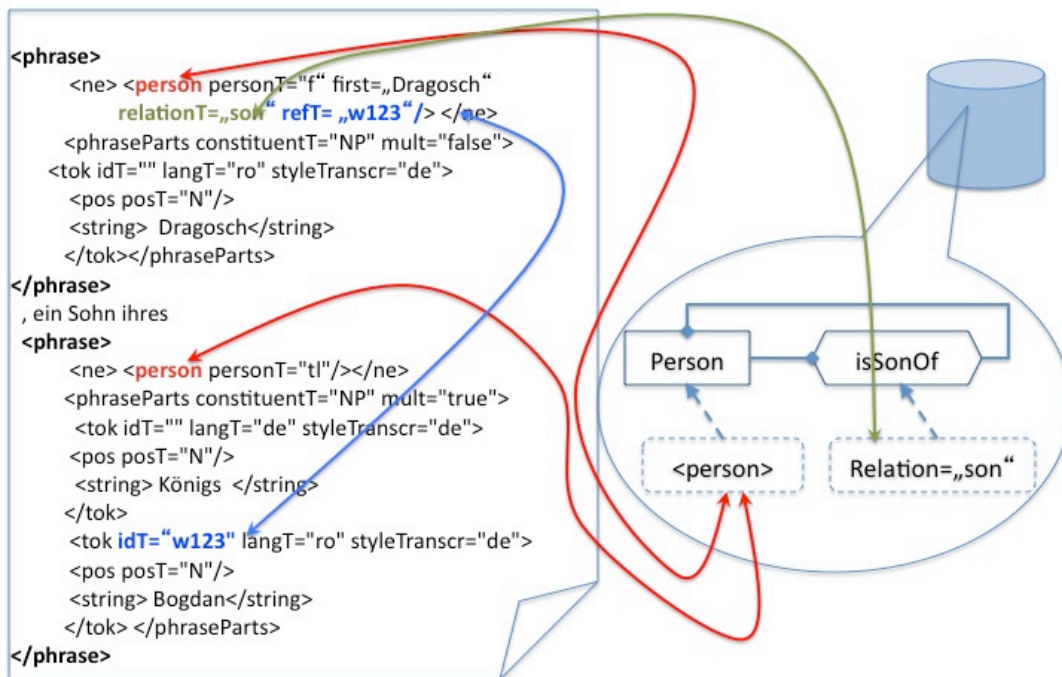 <phrase>
<ne> <person personT="f“ first=„Dragosch“
relationT=„son“ refT= „w123“/> </ne>
<phraseParts constituentT="NP" mult="false">
<tok idT="" langT="ro" styleTranscr="de">
<pos posT="N"/>
<string> Dragosch</string>
</tok></phraseParts>
</phrase>
, ein Sohn ihres
<phrase>
<ne> <person personT="tl"/></ne>
<phraseParts constituentT="NP" mult="true">
<tok idT="" langT="de" styleTranscr="de">
<pos posT="N"/>
<string> Königs </string>
</tok>
<tok idT=“w123" langT="ro" styleTranscr="de">
<pos posT="N"/>
<string> Bogdan</string>
</tok> </phraseParts>
</phrase>
Person
isSonOf
<person>
Relation=„son“